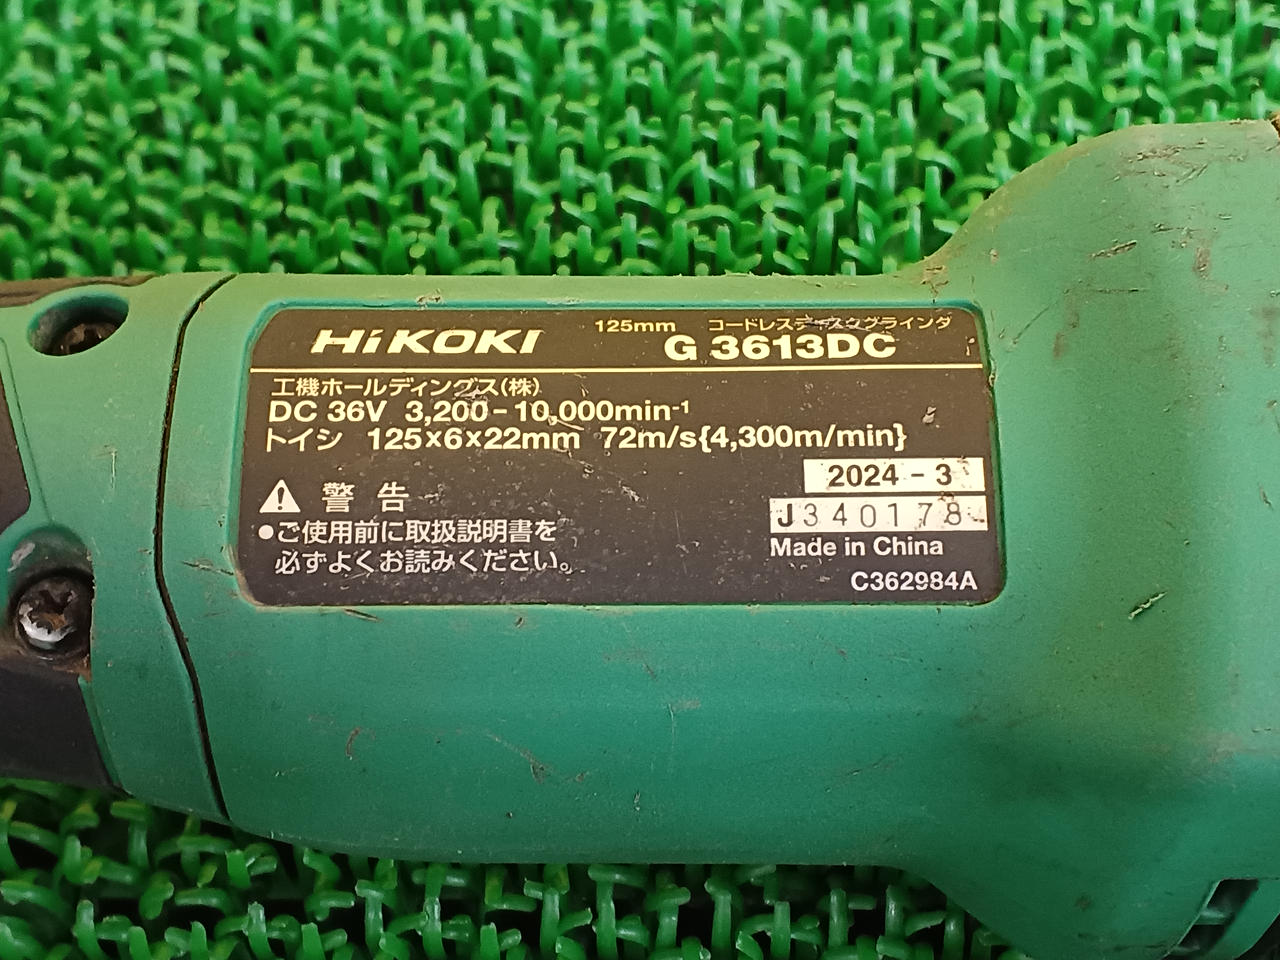 HiKOKI
125mm コードレスディスクグラインダ
G 3613DC
工機ホールディングス(株)
DC 36V 3,200-10,000min⁻¹
トイシ 125×6×22mm 72m/s{4,300m/min}
2024-3
⚠ 警告
J340178
●ご使用前に取扱説明書を
必ずよくお読みください。
Made in China
C362984A